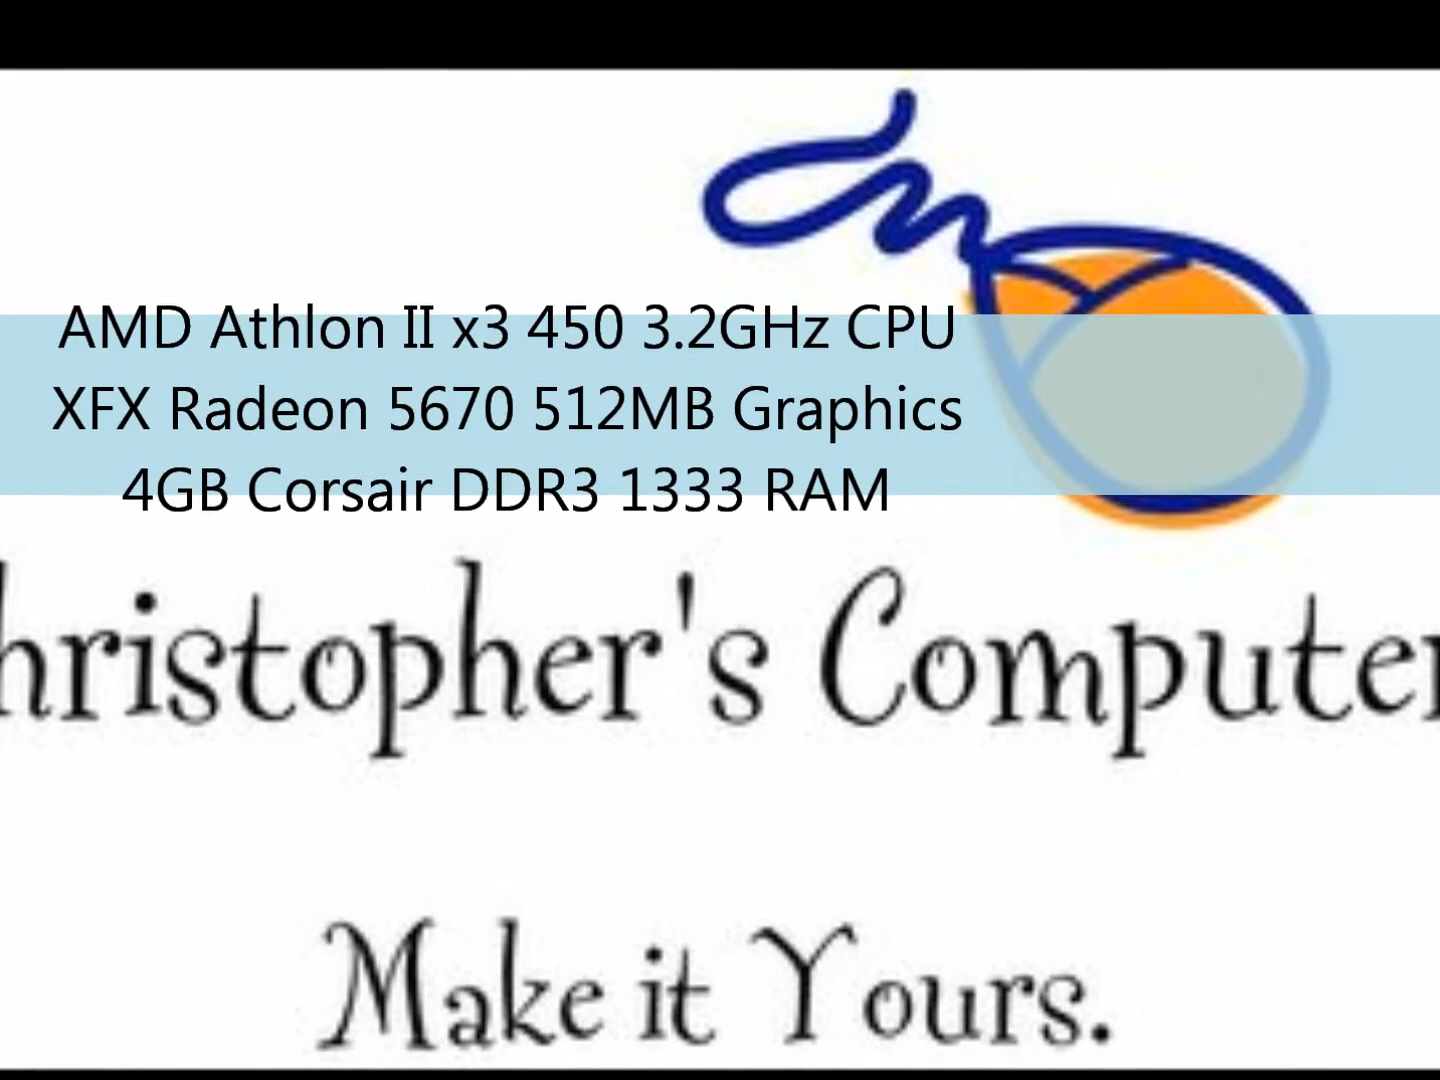 AMD Athlon II x3 450 3.2GHz CPU
XFX Radeon 5670 512MB Graphics
4GB Corsair DDR3 1333 RAM
hristopher's Computer
Make it Yours.